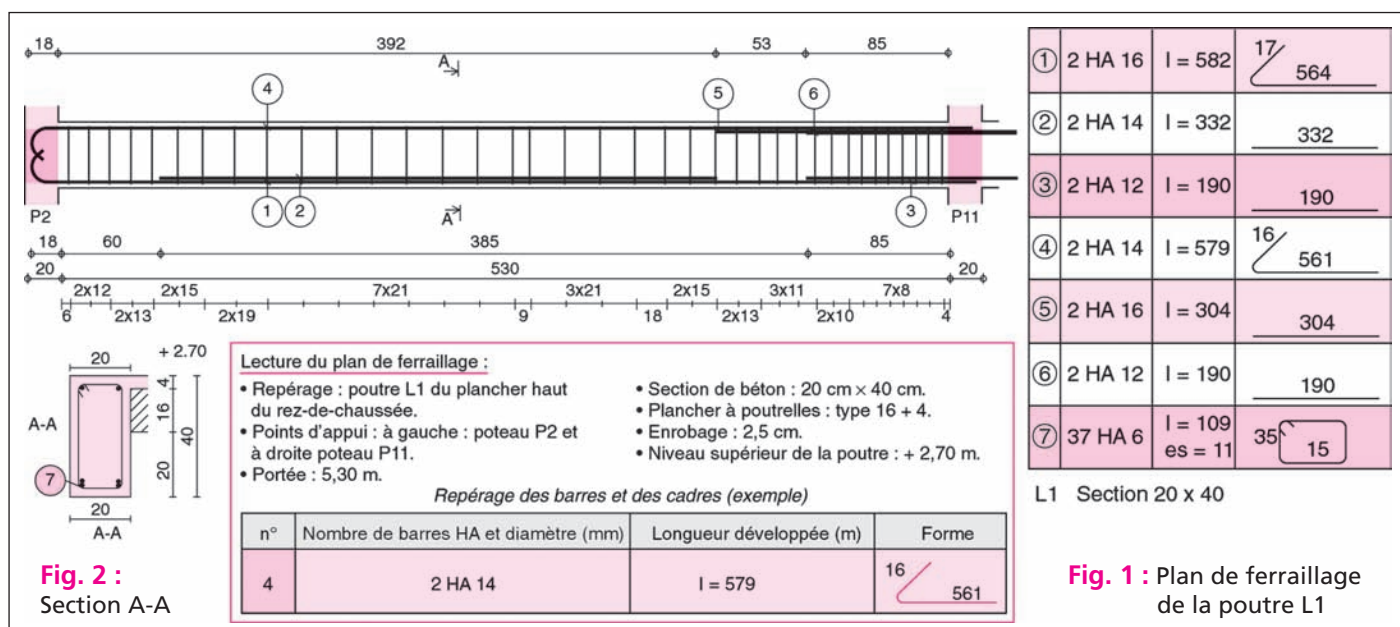 18 392 53 85
A
4 5 6
P2 1 2 A 3 P11
18 60 385 85
20 530 20
2x12 2x15 7x21 3x21 2x15 3x11 7x8
6 2x13 2x19 9 18 2x13 2x10 4
① 2 HA 16 l = 582 17 564
② 2 HA 14 l = 332 332
③ 2 HA 12 l = 190 190
④ 2 HA 14 l = 579 16 561
⑤ 2 HA 16 l = 304 304
⑥ 2 HA 12 l = 190 190
⑦ 37 HA 6 l = 109 es = 11 35 15
L1 Section 20 x 40
20 + 2.70
A-A
4
16
40
20
7
20
A-A
Fig. 2 :
Section A-A
Lecture du plan de ferraillage :
• Repérage : poutre L1 du plancher haut
du rez-de-chaussée.
• Points d'appui : à gauche : poteau P2 et
à droite poteau P11.
• Portée : 5,30 m.
• Section de béton : 20 cm × 40 cm.
• Plancher à poutrelles : type 16 + 4.
• Enrobage : 2,5 cm.
• Niveau supérieur de la poutre : + 2,70 m.
Repérage des barres et des cadres (exemple)
n° Nombre de barres HA et diamètre (mm) Longueur développée (m) Forme
4 2 HA 14 l = 579 16 561
Fig. 1 : Plan de ferraillage
de la poutre L1